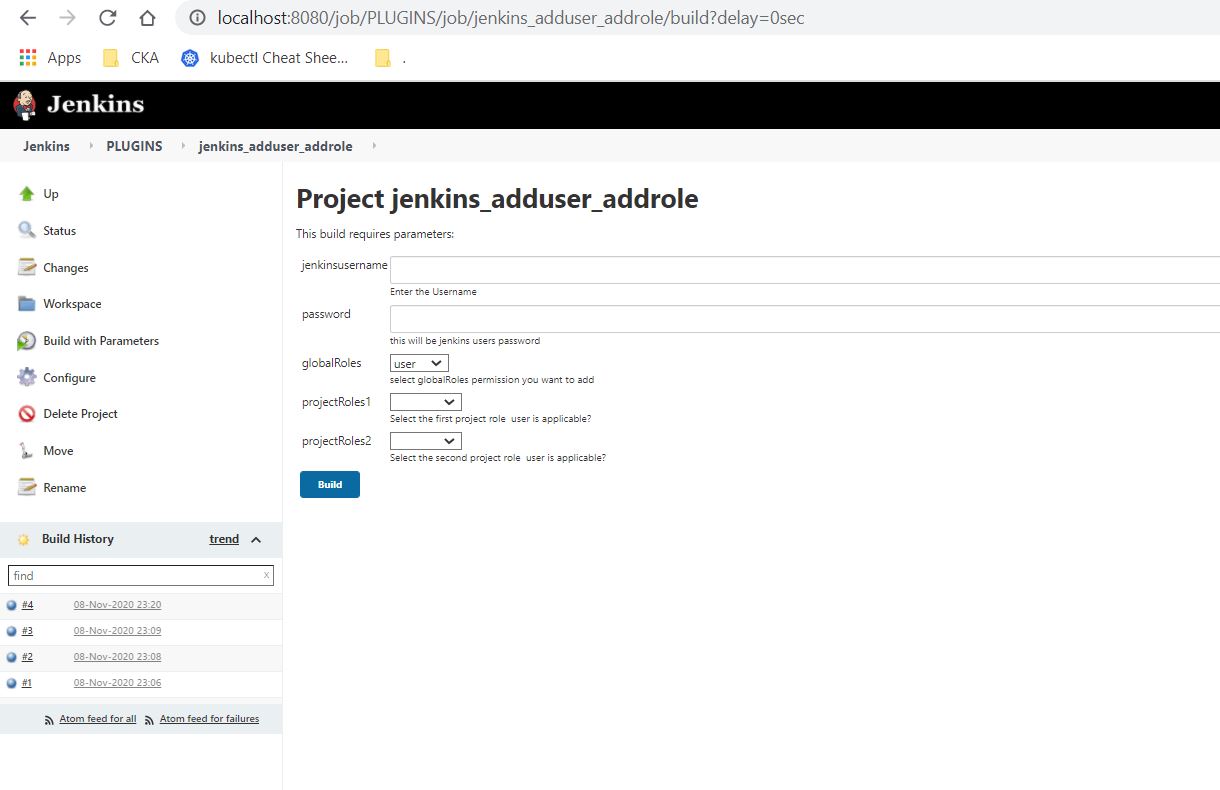 localhost:8080/job/PLUGINS/job/jenkins_adduser_addrole/build?delay=0sec
Apps CKA kubectl Cheat Shee... .
Jenkins
Jenkins PLUGINS jenkins_adduser_addrole
Up
Status
Changes
Workspace
Build with Parameters
Configure
Delete Project
Move
Rename
Build History trend
find x
#4 08-Nov-2020 23:20
#3 08-Nov-2020 23:09
#2 08-Nov-2020 23:08
#1 08-Nov-2020 23:06
Atom feed for all Atom feed for failures
Project jenkins_adduser_addrole
This build requires parameters:
jenkinsusername
Enter the Username
password
this will be jenkins users password
globalRoles user
select globalRoles permission you want to add
projectRoles1
Select the first project role  user is applicable?
projectRoles2
Select the second project role  user is applicable?
Build